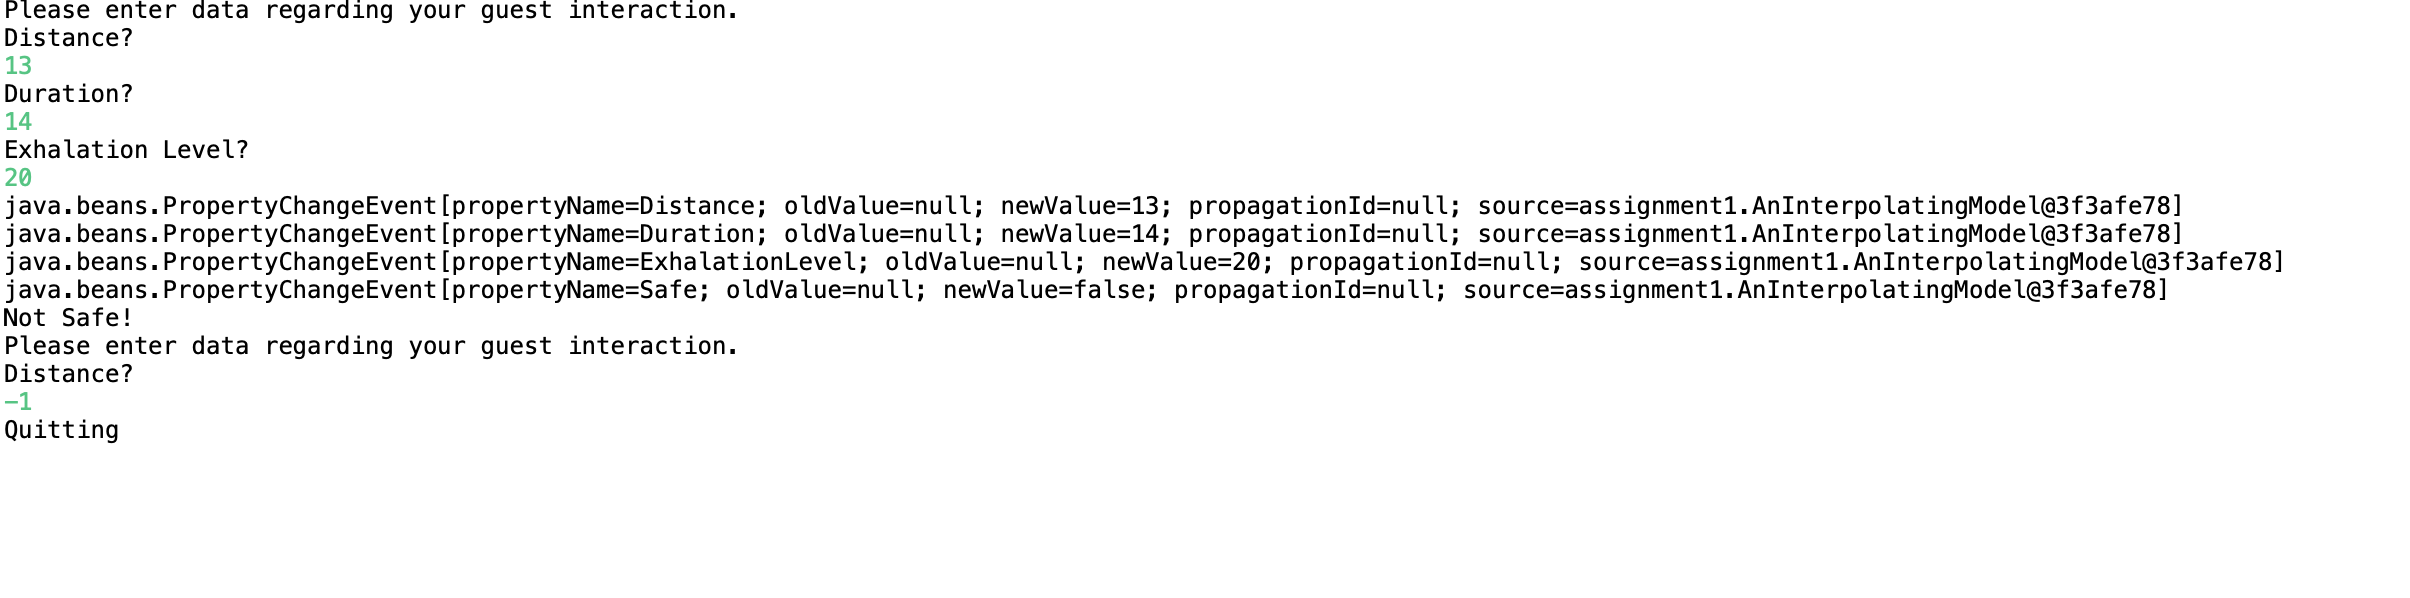 Please enter data regarding your guest interaction.
Distance?
13
Duration?
14
Exhalation Level?
20
java.beans.PropertyChangeEvent[propertyName=Distance; oldValue=null; newValue=13; propagationId=null; source=assignment1.AnInterpolatingModel@3f3afe78]
java.beans.PropertyChangeEvent[propertyName=Duration; oldValue=null; newValue=14; propagationId=null; source=assignment1.AnInterpolatingModel@3f3afe78]
java.beans.PropertyChangeEvent[propertyName=ExhalationLevel; oldValue=null; newValue=20; propagationId=null; source=assignment1.AnInterpolatingModel@3f3afe78]
java.beans.PropertyChangeEvent[propertyName=Safe; oldValue=null; newValue=false; propagationId=null; source=assignment1.AnInterpolatingModel@3f3afe78]
Not Safe!
Please enter data regarding your guest interaction.
Distance?
-1
Quitting